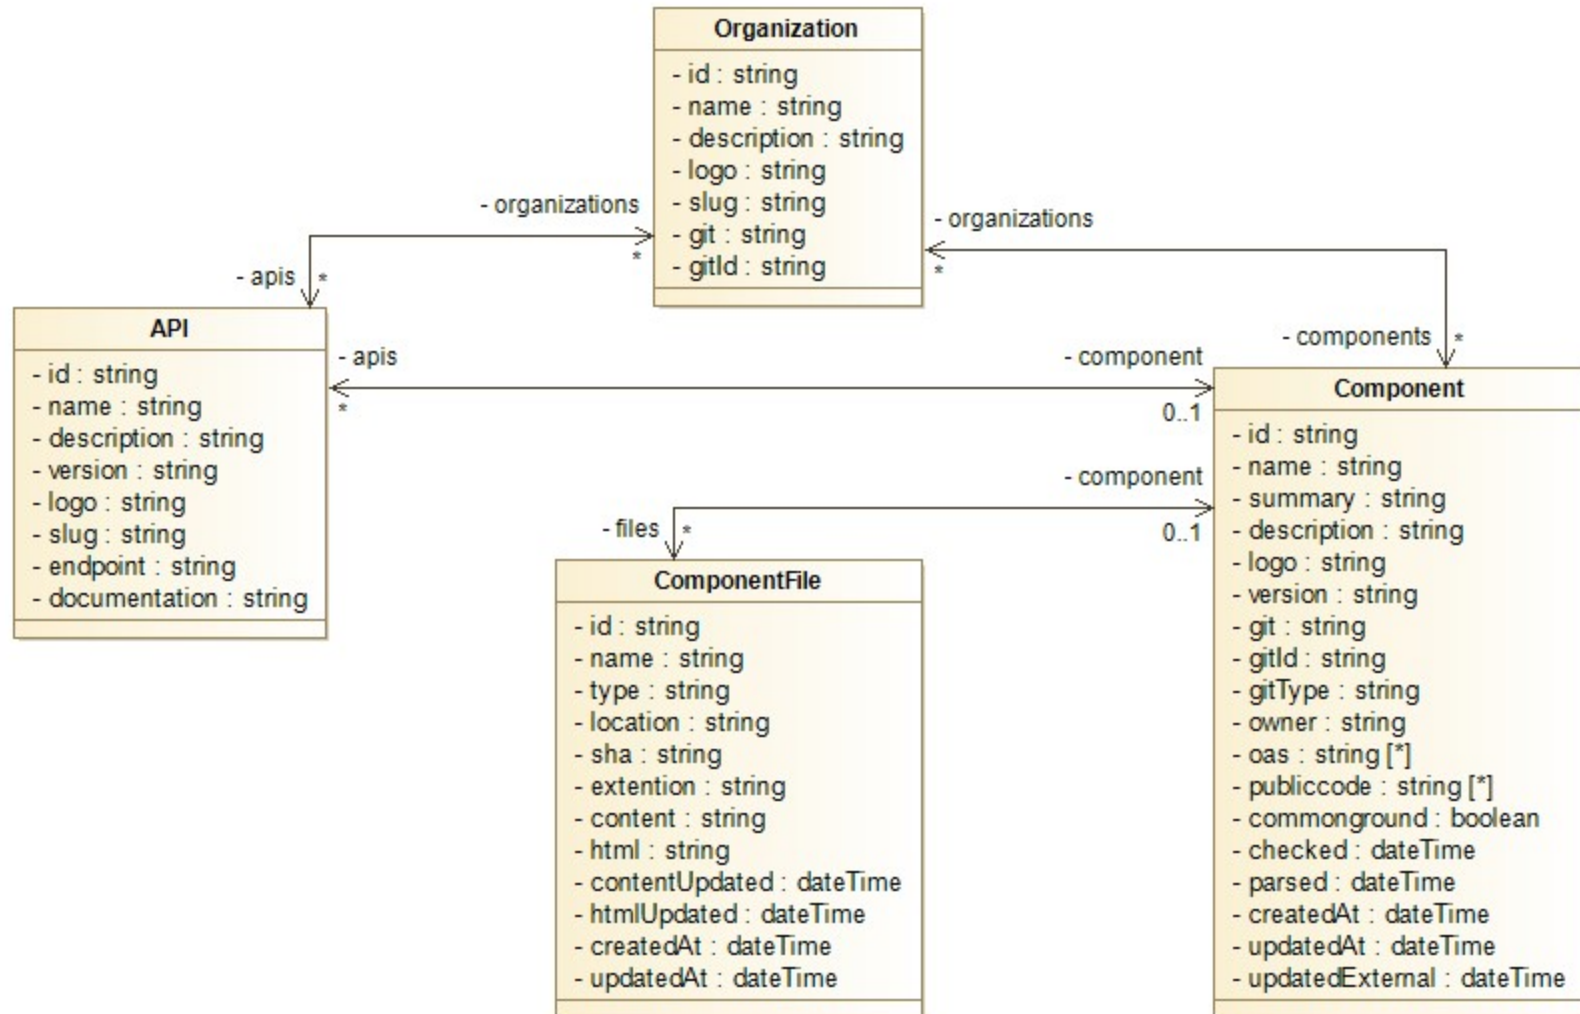 Organization
- id : string
- name : string
- description : string
- logo : string
- slug : string
- git : string
- gitId : string
- organizations
*
- organizations
*
- apis
*
- components
*
API
- id : string
- name : string
- description : string
- version : string
- logo : string
- slug : string
- endpoint : string
- documentation : string
- apis
*
- component
0..1
- component
0..1
- files
*
ComponentFile
- id : string
- name : string
- type : string
- location : string
- sha : string
- extention : string
- content : string
- html : string
- contentUpdated : dateTime
- htmlUpdated : dateTime
- createdAt : dateTime
- updatedAt : dateTime
Component
- id : string
- name : string
- summary : string
- description : string
- logo : string
- version : string
- git : string
- gitId : string
- gitType : string
- owner : string
- oas : string [*]
- publiccode : string [*]
- commonground : boolean
- checked : dateTime
- parsed : dateTime
- createdAt : dateTime
- updatedAt : dateTime
- updatedExternal : dateTime